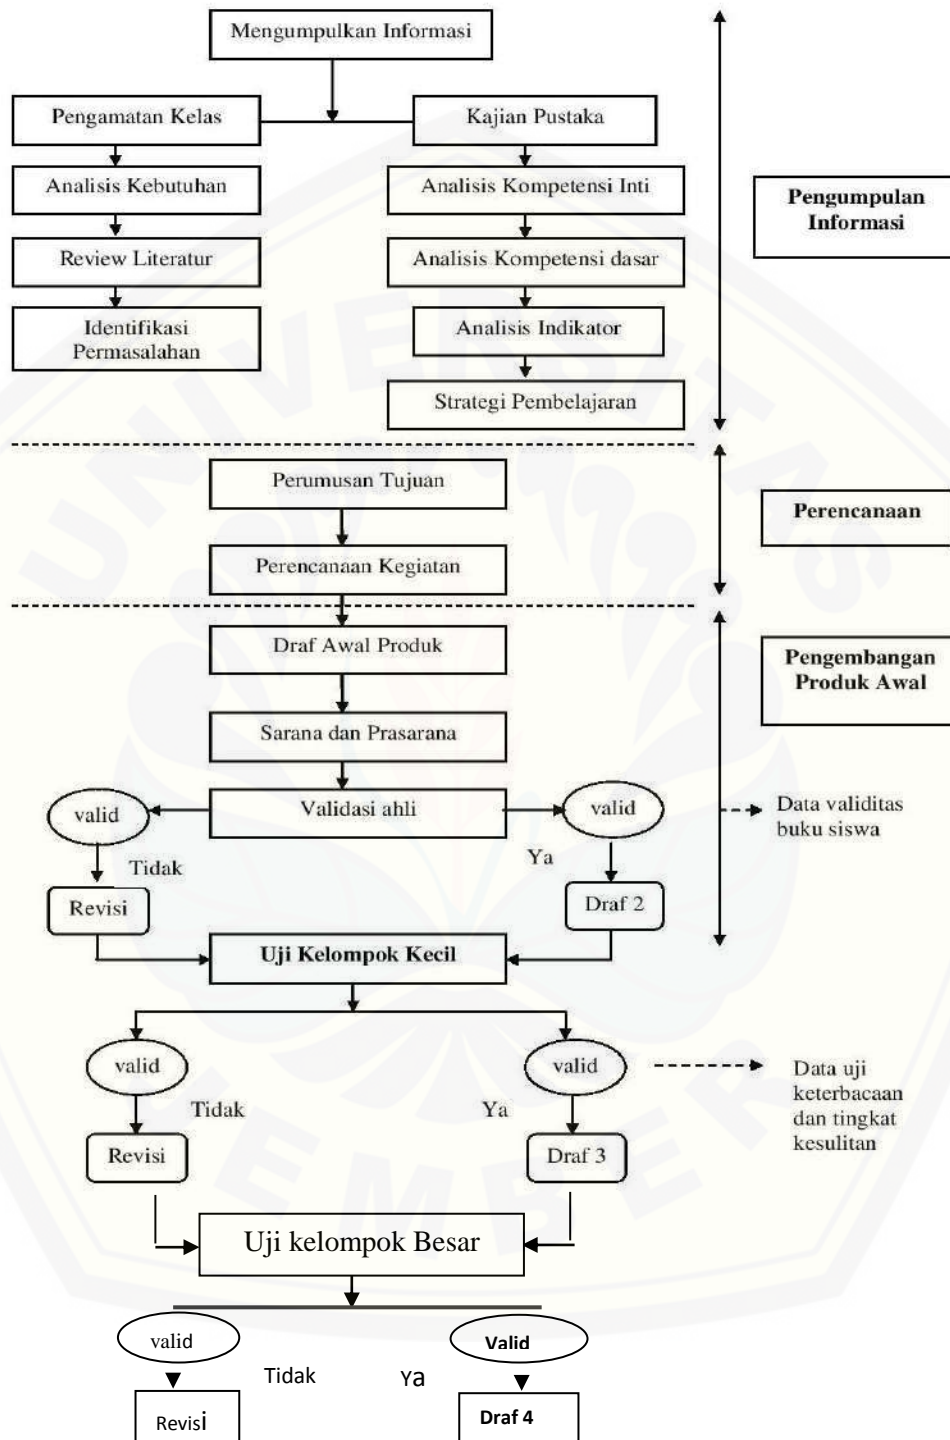 Mengumpulkan Informasi
Pengamatan Kelas
Kajian Pustaka
Analisis Kebutuhan
Analisis Kompetensi Inti
Pengumpulan
Informasi
Review Literatur
Analisis Kompetensi dasar
Identifikasi
Permasalahan
Analisis Indikator
Strategi Pembelajaran
Perumusan Tujuan
Perencanaan
Perencanaan Kegiatan
Draf Awal Produk
Pengembangan
Produk Awal
Sarana dan Prasarana
valid
Validasi ahli
valid
Data validitas
buku siswa
Tidak
Ya
Revisi
Draf 2
Uji Kelompok Kecil
valid
valid
Data uji
keterbacaan
dan tingkat
kesulitan
Tidak
Ya
Revisi
Draf 3
Uji kelompok Besar
valid
Valid
Tidak
Ya
Revisi
Draf 4
UNIVERSITAS
JEMBER